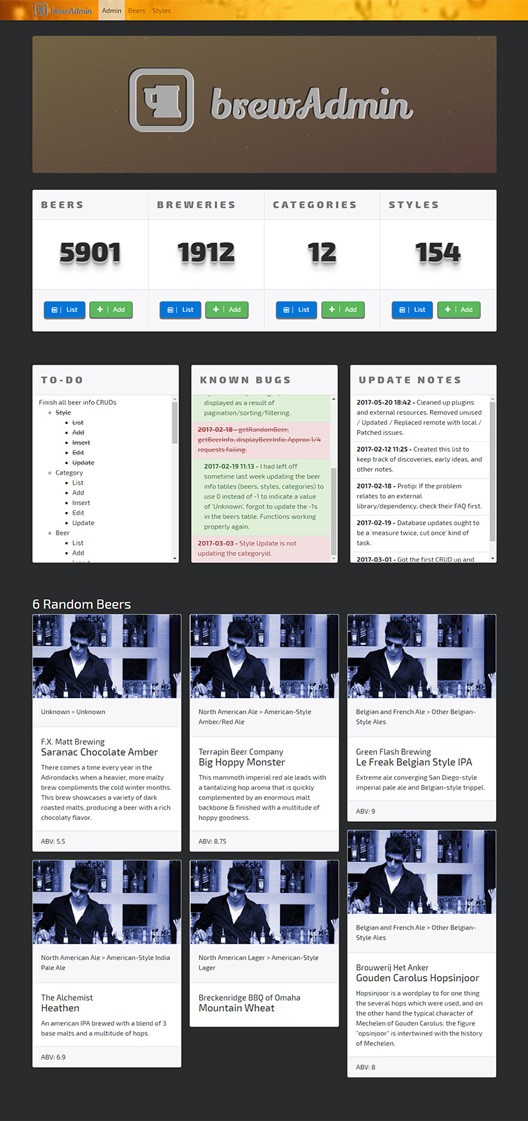 brewAdmin Admin Beers Styles
brewAdmin
BEERS
5901
List
Add
BREWERIES
1912
List
Add
CATEGORIES
12
List
Add
STYLES
154
List
Add
TO-DO
Finish all beer info CRUDs
Style
List
Add
Insert
Edit
Update
Category
List
Add
Insert
Edit
Update
Beer
List
Add
KNOWN BUGS
displayed as a result of
pagination/sorting/filtering.
2017-02-18 - getRandomBeer,
getBeerInfo, displayBeerInfo: Approx 1/4
requests failing.
2017-02-19 11:13 - I had left off
sometime last week updating the beer
info tables (beers, styles, categories) to
use 0 instead of -1 to indicate a value
of 'Unknown', forgot to update the -1s
in the beers table. Functions working
properly again.
2017-03-03 - Style Update is not
updating the categoryid.
UPDATE NOTES
2017-05-20 18:42 - Cleaned up plugins
and external resources. Removed unused
/ Updated / Replaced remote with local /
Patched issues.
2017-02-12 11:25 - Created this list to
keep track of discoveries, early ideas, and
other notes.
2017-02-18 - Protip: If the problem
relates to an external
library/dependency, check their FAQ first.
2017-02-19 - Database updates ought to
be a 'measure twice, cut once' kind of
task.
2017-03-01 - Got the first CRUD up and
6 Random Beers
Unknown > Unknown
F.X. Matt Brewing
Saranac Chocolate Amber
There comes a time every year in the
Adirondacks when a heavier, more malty
brew compliments the cold winter months.
This brew showcases a variety of dark
roasted malts, producing a beer with a rich
chocolaty flavor.
ABV: 5.5
North American Ale > American-Style
Amber/Red Ale
Terrapin Beer Company
Big Hoppy Monster
This mammoth imperial red ale leads with
a tantalizing hop aroma that is quickly
complemented by an enormous malt
backbone & finished with a multitude of
hoppy goodness.
ABV: 8.75
Belgian and French Ale > Other Belgian-
Style Ales
Green Flash Brewing
Le Freak Belgian Style IPA
Extreme ale converging San Diego-style
imperial pale ale and Belgian-style trippel.
ABV: 9
North American Ale > American-Style India
Pale Ale
The Alchemist
Heathen
An american IPA brewed with a blend of 3
base malts and a multitude of hops.
ABV: 6.9
North American Lager > American-Style
Lager
Breckenridge BBQ of Omaha
Mountain Wheat
Belgian and French Ale > Other Belgian-
Style Ales
Brouwerij Het Anker
Gouden Carolus Hopsinjoor
Hopsinjoor is a wordplay to for one thing
the several hops which were used, and on
the other hand the typical character of
Mechelen of Gouden Carolus: the figure
"opsinjoor" is intertwined with the history
of Mechelen.
ABV: 8